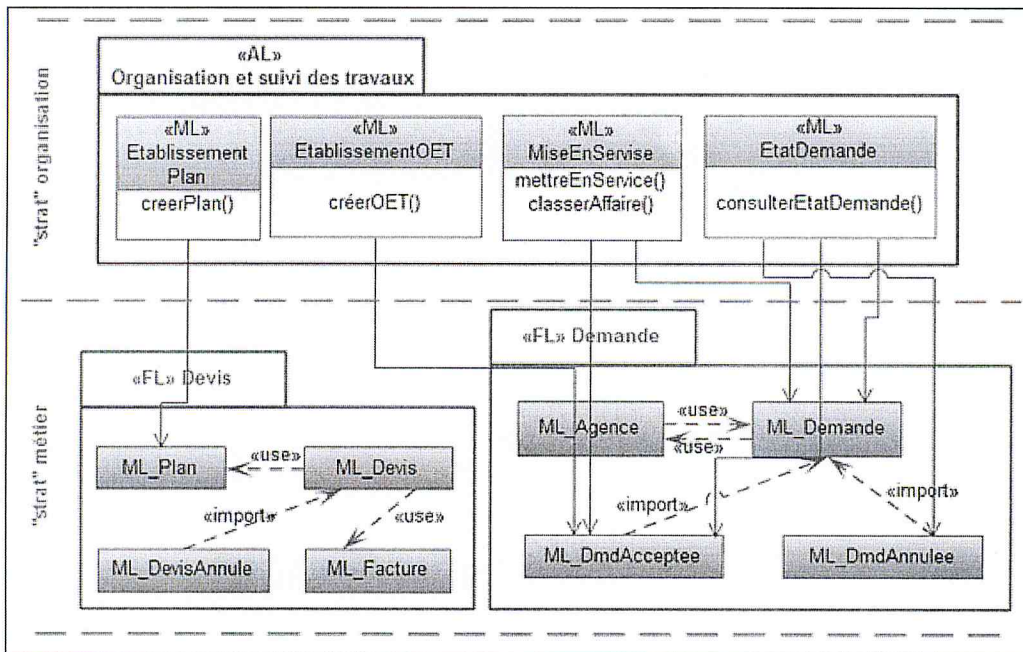 «AL»
Organisation et suivi des travaux
"strat" organisation
«ML»
Etablissement
Plan
creerPlan()
«ML»
EtablissementOET
créerOET()
«ML»
MiseEnServise
mettreEnService()
classerAffaire()
«ML»
EtatDemande
consulterEtatDemande()
"strat" métier
«FL» Devis
ML_Plan
«use»
ML_Devis
«import»
«use»
ML_DevisAnnule
ML_Facture
«FL» Demande
ML_Agence
«use»
«use»
ML_Demande
«import»
«import»
ML_DmdAcceptee
ML_DmdAnnulee